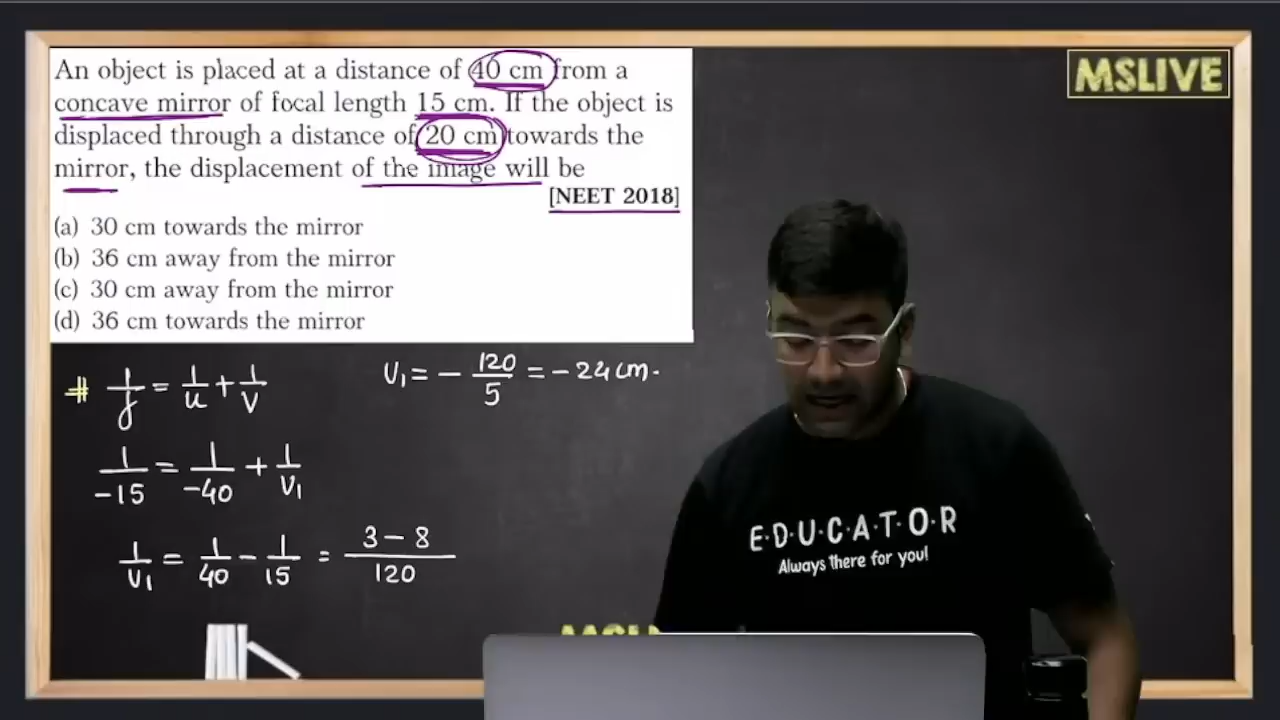 An object is placed at a distance of 40 cm from a
concave mirror of focal length 15 cm. If the object is
displaced through a distance of 20 cm towards the
mirror, the displacement of the image will be
[NEET 2018]
(a) 30 cm towards the mirror
(b) 36 cm away from the mirror
(c) 30 cm away from the mirror
(d) 36 cm towards the mirror
MSLIVE
# 1/f = 1/u + 1/v
1/-15 = 1/-40 + 1/v₁
1/v₁ = 1/40 - 1/15 = 3-8/120
v₁ = - 120/5 = -24 cm.
E·D·U·C·A·T·O·R
Always there for you!